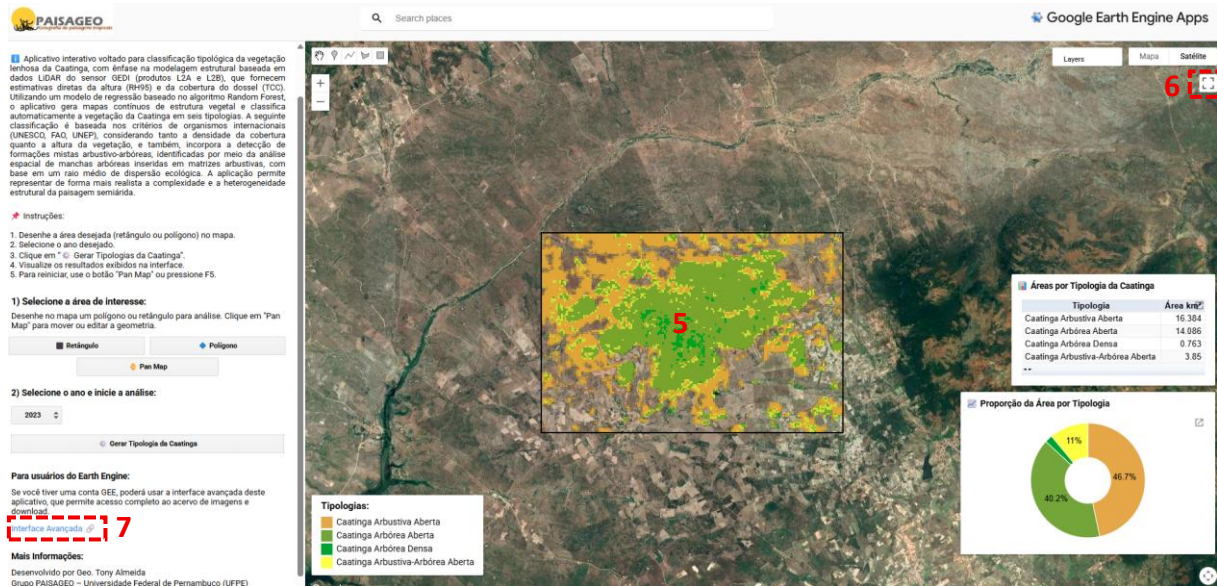 PAISAGEO
Search places
Google Earth Engine Apps
Aplicativo interativo voltado para classificação tipológica da vegetação
lenhosa da Caatinga, com ênfase na modelagem estrutural baseada em
dados LiDAR do sensor GEDI (produtos L2A e L2B), que fornecem
estimativas diretas da altura (RH95) e da cobertura do dossel (TCC).
Utilizando um modelo de regressão baseado no algoritmo Random Forest,
o aplicativo gera mapas contínuos de estrutura vegetal e classifica
automaticamente a vegetação da Caatinga em seis tipologias. A seguinte
classificação é baseada nos critérios de organismos internacionais
(UNESCO, FAO, UNEP), considerando tanto a densidade da cobertura
quanto a altura da vegetação, e também, incorpora a detecção de
formações mistas arbustivo-arbóreas, identificadas por meio da análise
espacial de manchas arbóreas inseridas em matrizes arbustivas, com
base em um raio médio de dispersão ecológica. A aplicação permite
representar de forma mais realista a complexidade e a heterogeneidade
estrutural da paisagem semiárida.
Instruções:
1. Desenhe a área desejada (retângulo ou polígono) no mapa.
2. Selecione o ano desejado.
3. Clique em " Gerar Tipologias da Caatinga".
4. Visualize os resultados exibidos na interface.
5. Para reiniciar, use o botão "Pan Map" ou pressione F5.
1) Selecione a área de interesse:
Desenhe no mapa um polígono ou retângulo para análise. Clique em "Pan
Map" para mover ou editar a geometria.
Retângulo
Polígono
Pan Map
2) Selecione o ano e inicie a análise:
2023
Gerar Tipologia da Caatinga
Para usuários do Earth Engine:
Se você tiver uma conta GEE, poderá usar a interface avançada deste
aplicativo, que permite acesso completo ao acervo de imagens e
download.
Interface Avançada
7
Mais Informações:
Desenvolvido por Geo. Tony Almeida
Grupo PAISAGEO – Universidade Federal de Pernambuco (UFPE)
+
−
Layers
Mapa
Satélite
6
5
Áreas por Tipologia da Caatinga
Tipologia Área km²
Caatinga Arbustiva Aberta 16.384
Caatinga Arbórea Aberta 14.086
Caatinga Arbórea Densa 0.763
Caatinga Arbustiva-Arbórea Aberta 3.85
Proporção da Área por Tipologia
11%
46.7%
40.2%
Tipologias:
Caatinga Arbustiva Aberta
Caatinga Arbórea Aberta
Caatinga Arbórea Densa
Caatinga Arbustiva-Arbórea Aberta